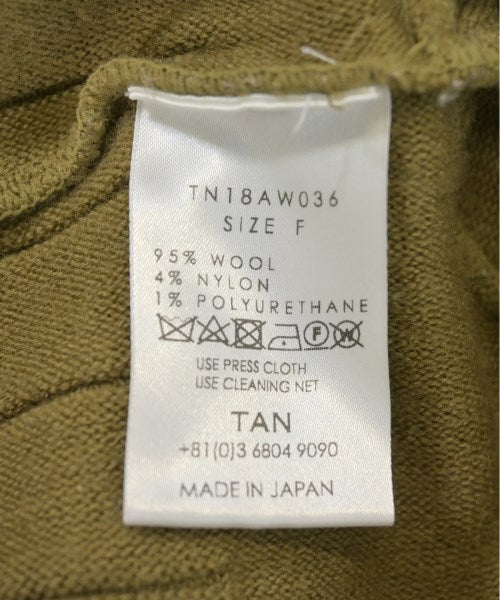 TN18AW036
SIZE F
95% WOOL
4% NYLON
1% POLYURETHANE
F W
USE PRESS CLOTH
USE CLEANING NET
TAN
+81(0)3 6804 9090
MADE IN JAPAN